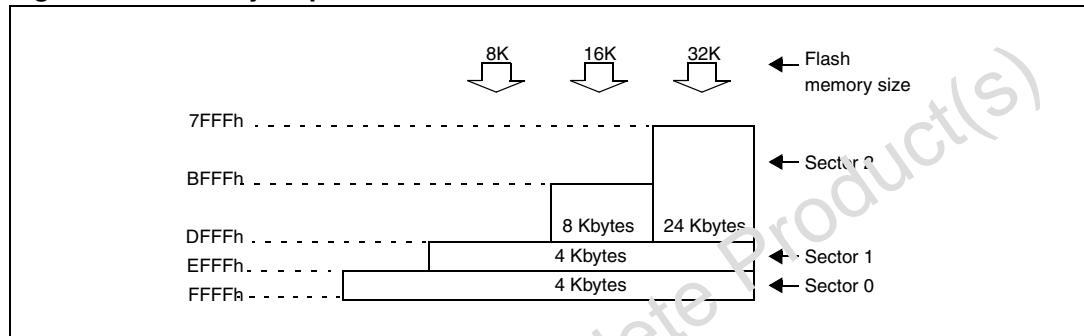 8K 16K 32K
Flash
memory size
7FFFh
Sector 2
BFFFh
8 Kbytes 24 Kbytes
DFFFh
4 Kbytes
Sector 1
EFFFh
4 Kbytes
Sector 0
FFFFh
Product(s)